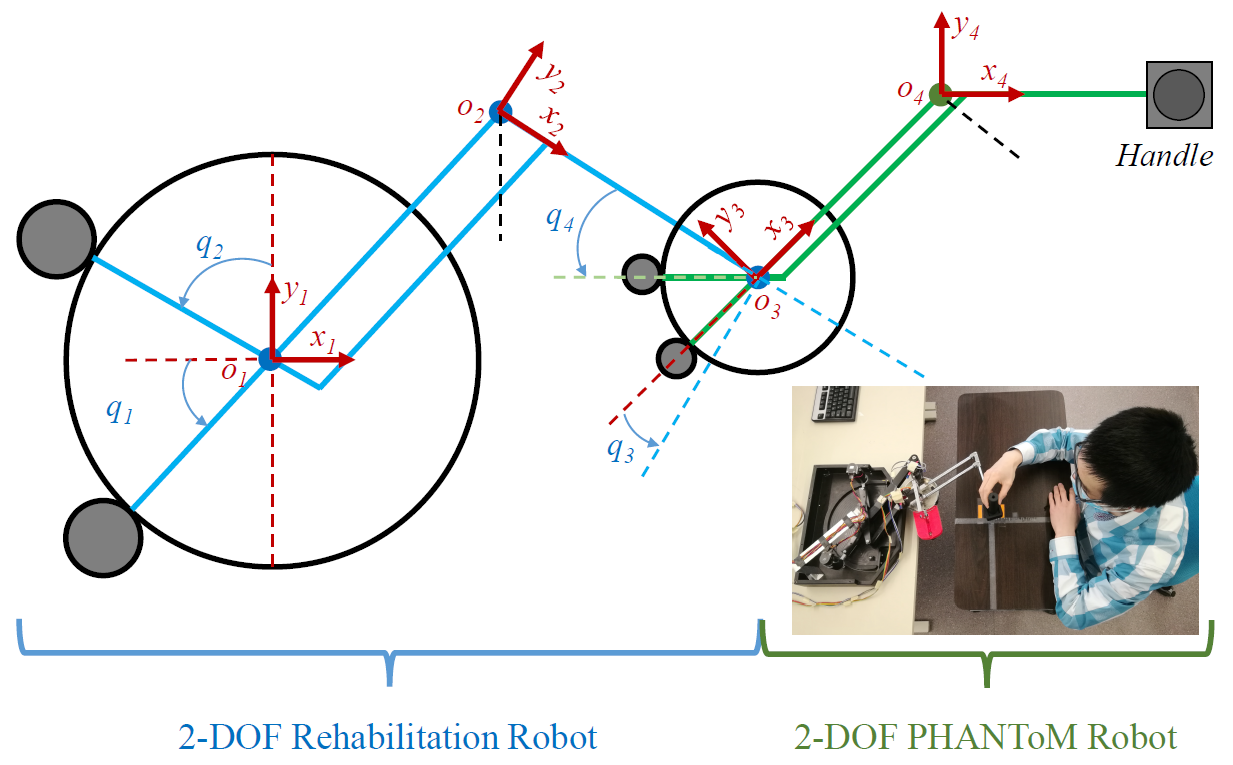 y4
x4
o4
Handle
y2
x2
o2
q4
y3
x3
o3
q2
y1
x1
o1
q1
q3
2-DOF Rehabilitation Robot
2-DOF PHANToM Robot